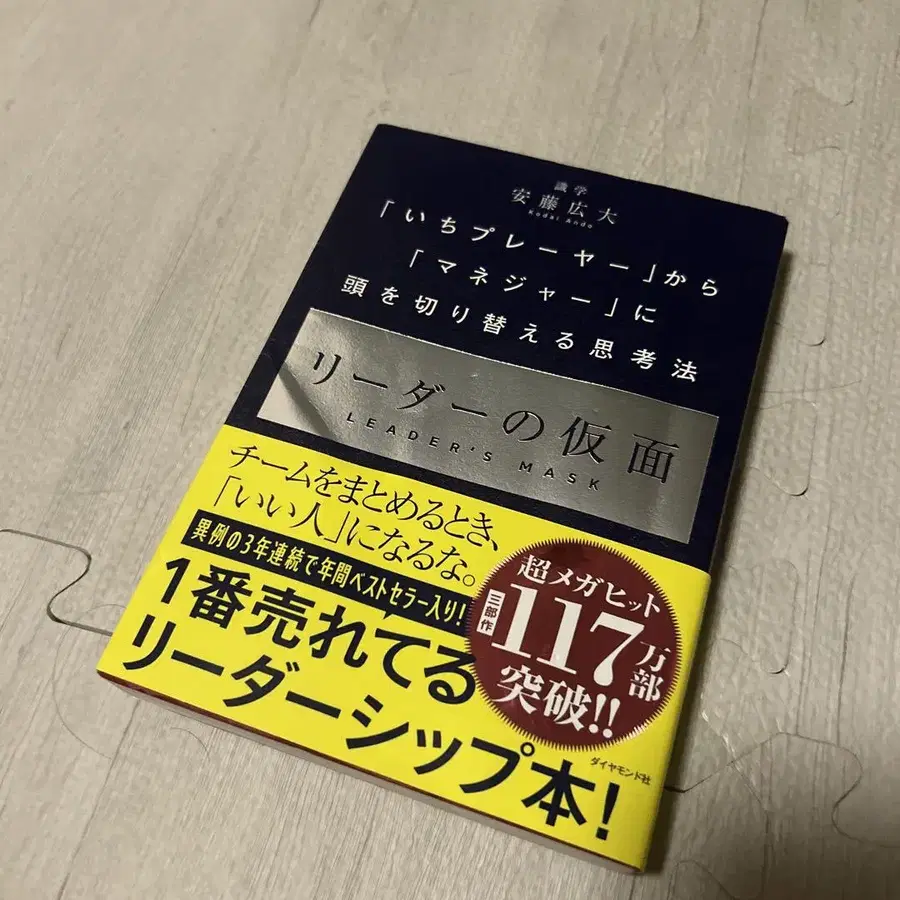 識学
安藤広大
Kodai Ando
「いちプレーヤー」から
「マネジャー」に
頭を切り替える思考法
リーダーの仮面
LEADER'S MASK
チームをまとめるとき、
「いい人」になるな。
異例の3年連続で年間ベストセラー入り!
1番売れてる
リーダーシップ本!
超メガヒット
三部作
117万部
突破!!
ダイヤモンド社